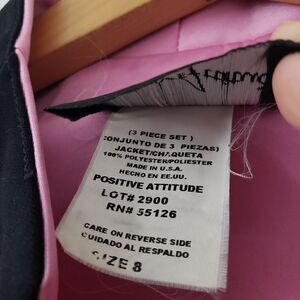 (3 PIECE SET)
CONJUNTO DE 3 PIEZAS)
JACKET/CHAQUETA
100% POLYESTER/POLIESTER
MADE IN U.S.A.
HECHO EN EE.UU.
POSITIVE ATTITUDE
LOT# 2900
RN# 55126
CARE ON REVERSE SIDE
CUIDADO AL RESPALDO
SIZE 8